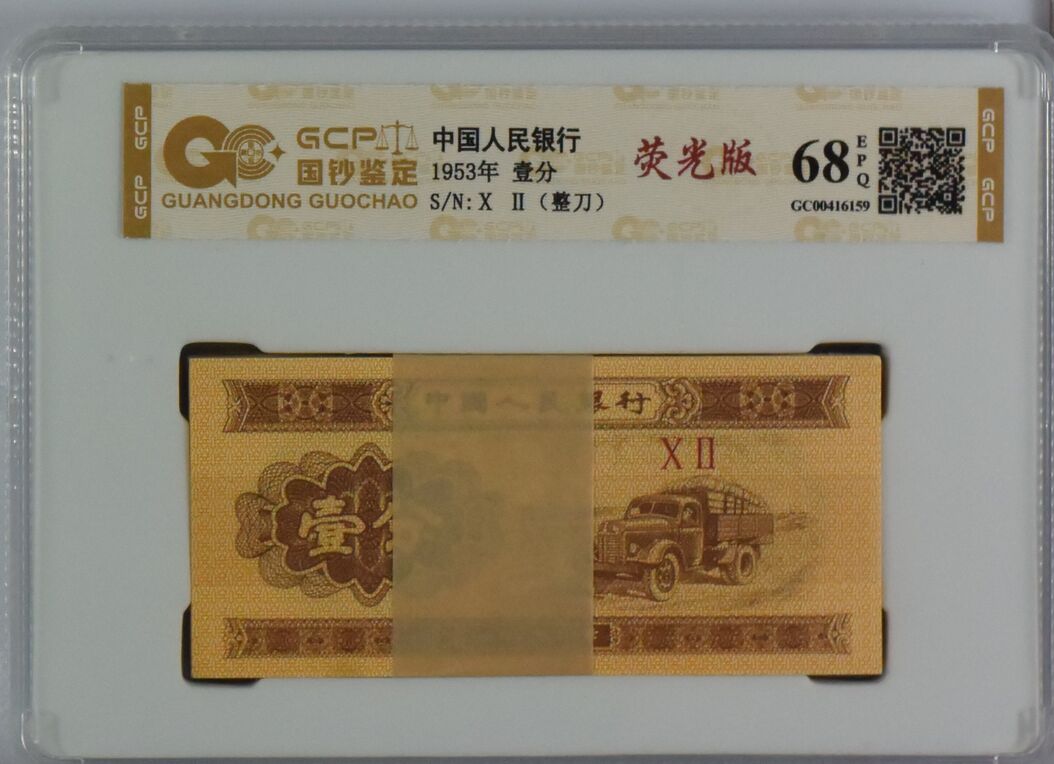 GCP
GCP
GCP
国钞鉴定
GUANGDONG GUOCHAO
中国人民银行
1953年 壹分
S/N: X Ⅱ（整刀）
荧光版
68
EPQ
GC00416159
GCP
GCP
中国人民银行
X Ⅱ
壹分